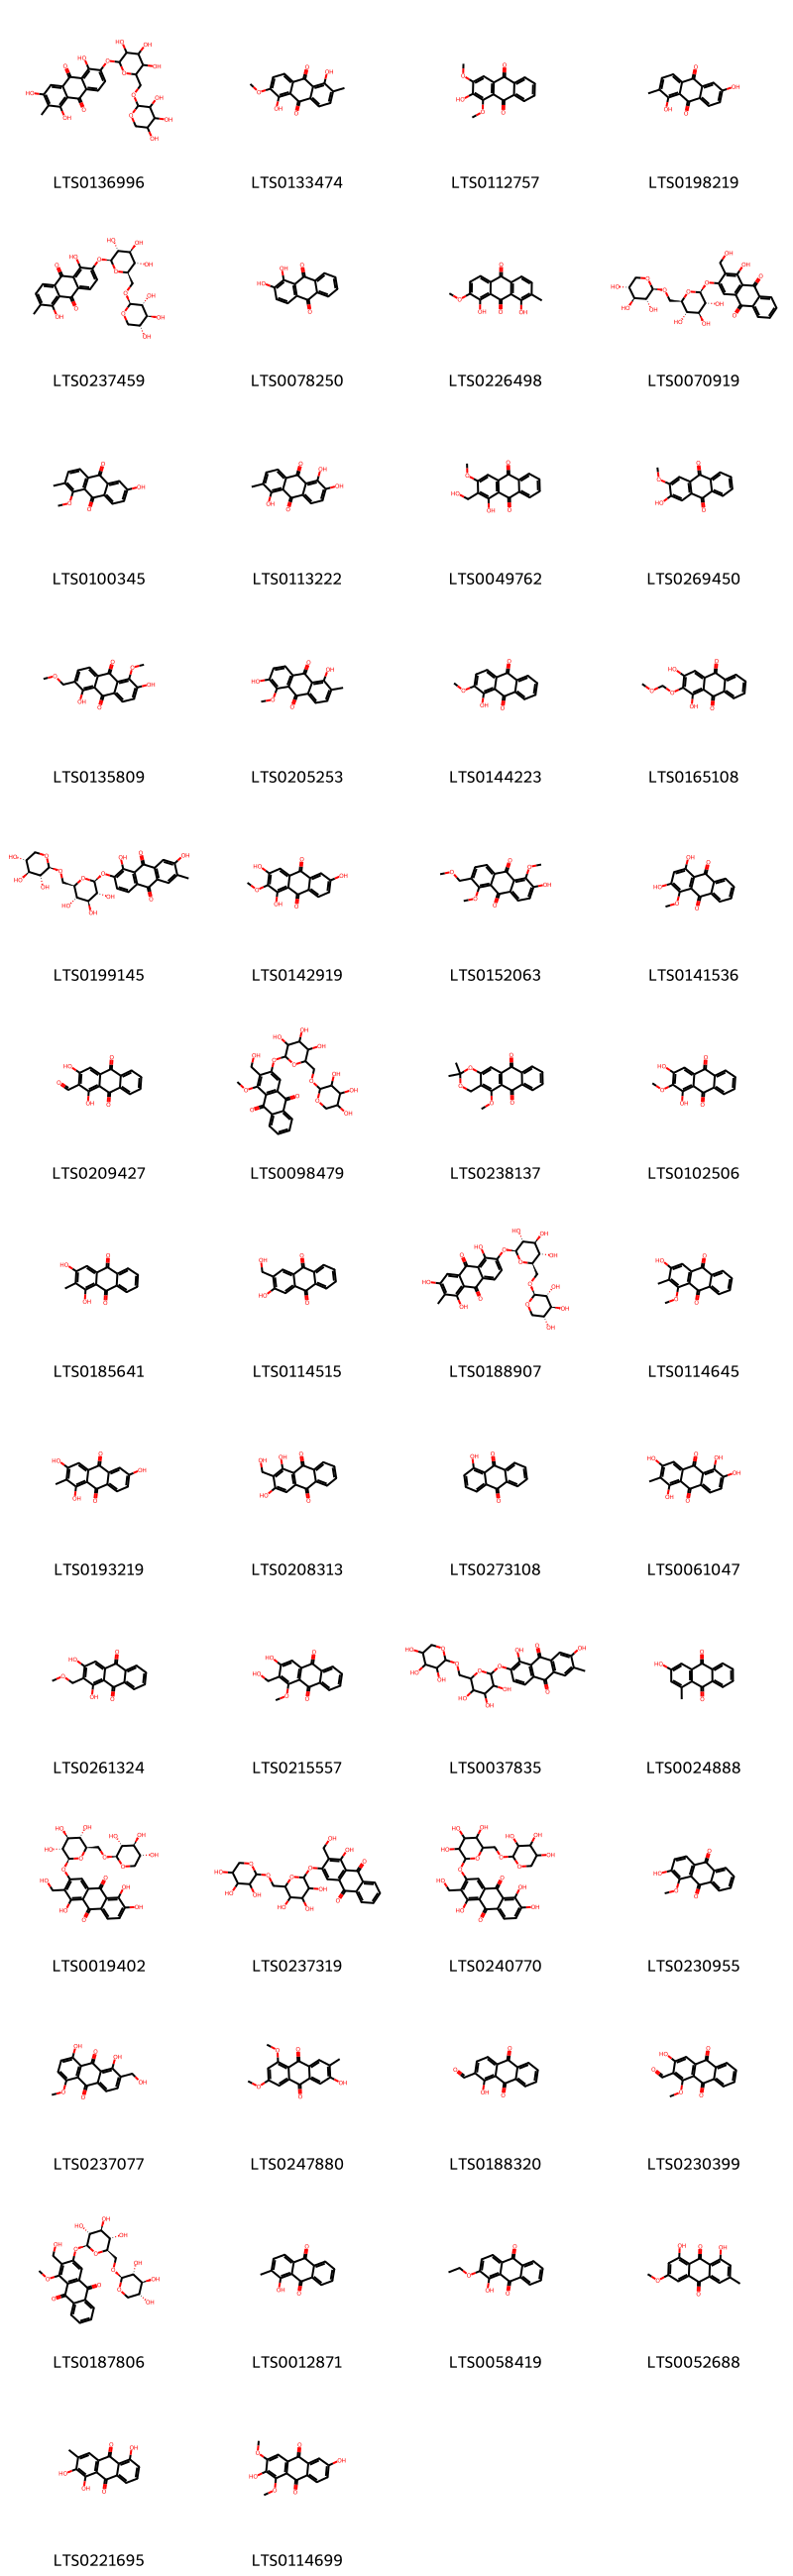 LTS0136996 LTS0133474 LTS0112757 LTS0198219
LTS0237459 LTS0078250 LTS0226498 LTS0070919
LTS0100345 LTS0113222 LTS0049762 LTS0269450
LTS0135809 LTS0205253 LTS0144223 LTS0165108
LTS0199145 LTS0142919 LTS0152063 LTS0141536
LTS0209427 LTS0098479 LTS0238137 LTS0102506
LTS0185641 LTS0114515 LTS0188907 LTS0114645
LTS0193219 LTS0208313 LTS0273108 LTS0061047
LTS0261324 LTS0215557 LTS0037835 LTS0024888
LTS0019402 LTS0237319 LTS0240770 LTS0230955
LTS0237077 LTS0247880 LTS0188320 LTS0230399
LTS0187806 LTS0012871 LTS0058419 LTS0052688
LTS0221695 LTS0114699